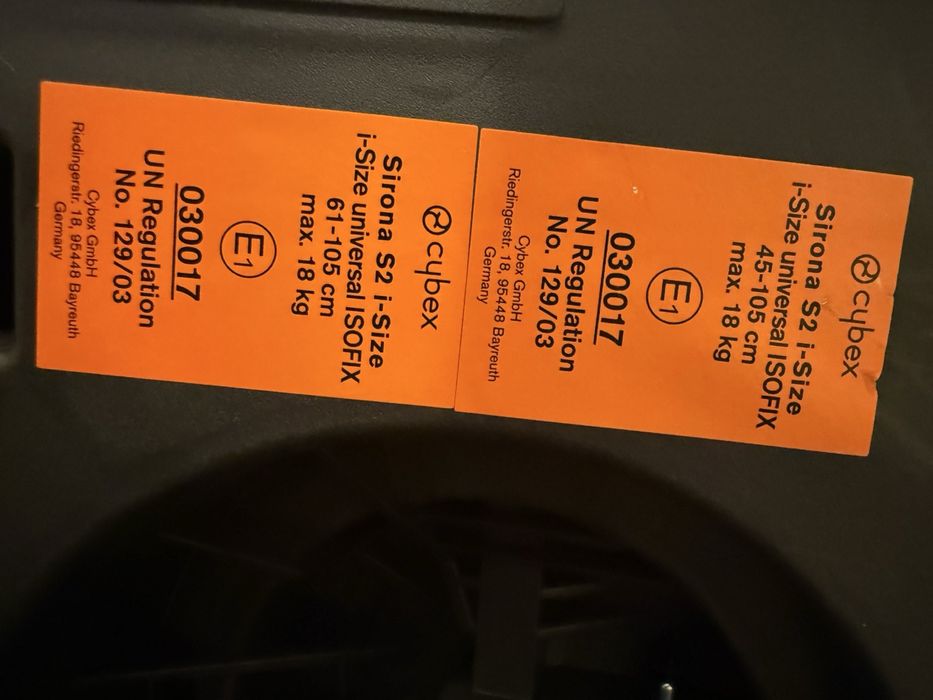 cybex
Sirona S2 i-Size
i-Size universal ISOFIX
45-105 cm
max. 18 kg
E1
030017
UN Regulation
No. 129/03
Cybex GmbH
Riedingerstr. 18, 95448 Bayreuth
Germany
cybex
Sirona S2 i-Size
i-Size universal ISOFIX
61-105 cm
max. 18 kg
E1
030017
UN Regulation
No. 129/03
Cybex GmbH
Riedingerstr. 18, 95448 Bayreuth
Germany